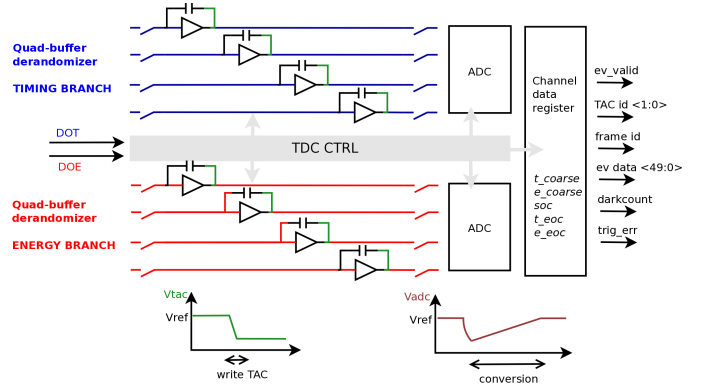 Quad-buffer
derandomizer
TIMING BRANCH
DOT
DOE
TDC CTRL
Quad-buffer
derandomizer
ENERGY BRANCH
ADC
ADC
Channel
data
register
t_coarse
e_coarse
soc
t_eoc
e_eoc
ev_valid
TAC id <1:0>
frame id
ev data <49:0>
darkcount
trig_err
Vtac
Vref
write TAC
Vadc
Vref
conversion